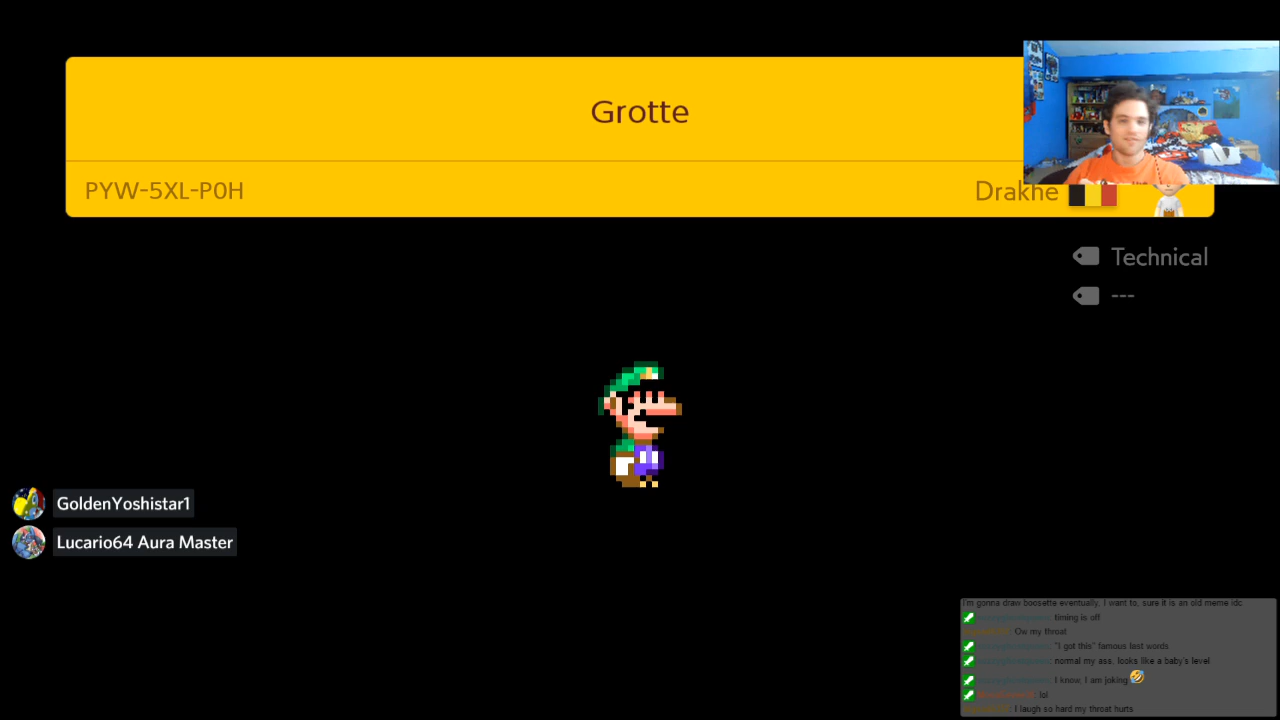 Grotte
PYW-5XL-P0H
Drakhe
Technical
---
GoldenYoshistar1
Lucario64 Aura Master
I'm gonna draw boosette eventually, I want to, sure it is an old meme idc
: timing is off
: Ow my throat
: "I got this" famous last words
: normal my ass. looks like a baby's level
: I know, I am joking 🤣
: lol
: I laugh so hard my throat hurts